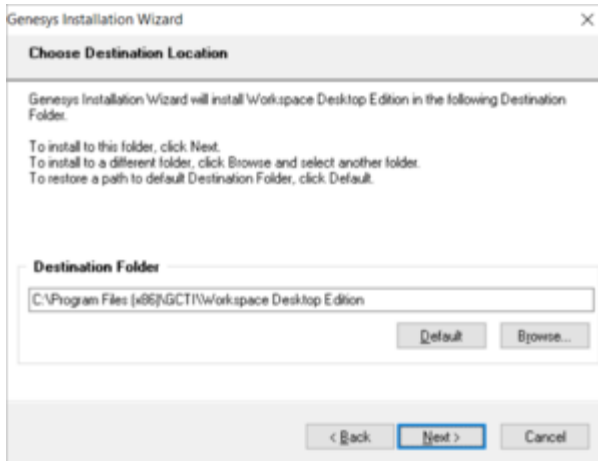 Genesys Installation Wizard
Choose Destination Location
Genesys Installation Wizard will install Workspace Desktop Edition in the following Destination
Folder.
To install to this folder, click Next.
To install to a different folder, click Browse and select another folder.
To restore a path to default Destination Folder, click Default.
Destination Folder
C:\Program Files (x86)\GCTI\Workspace Desktop Edition
Default Browse...
< Back Next > Cancel